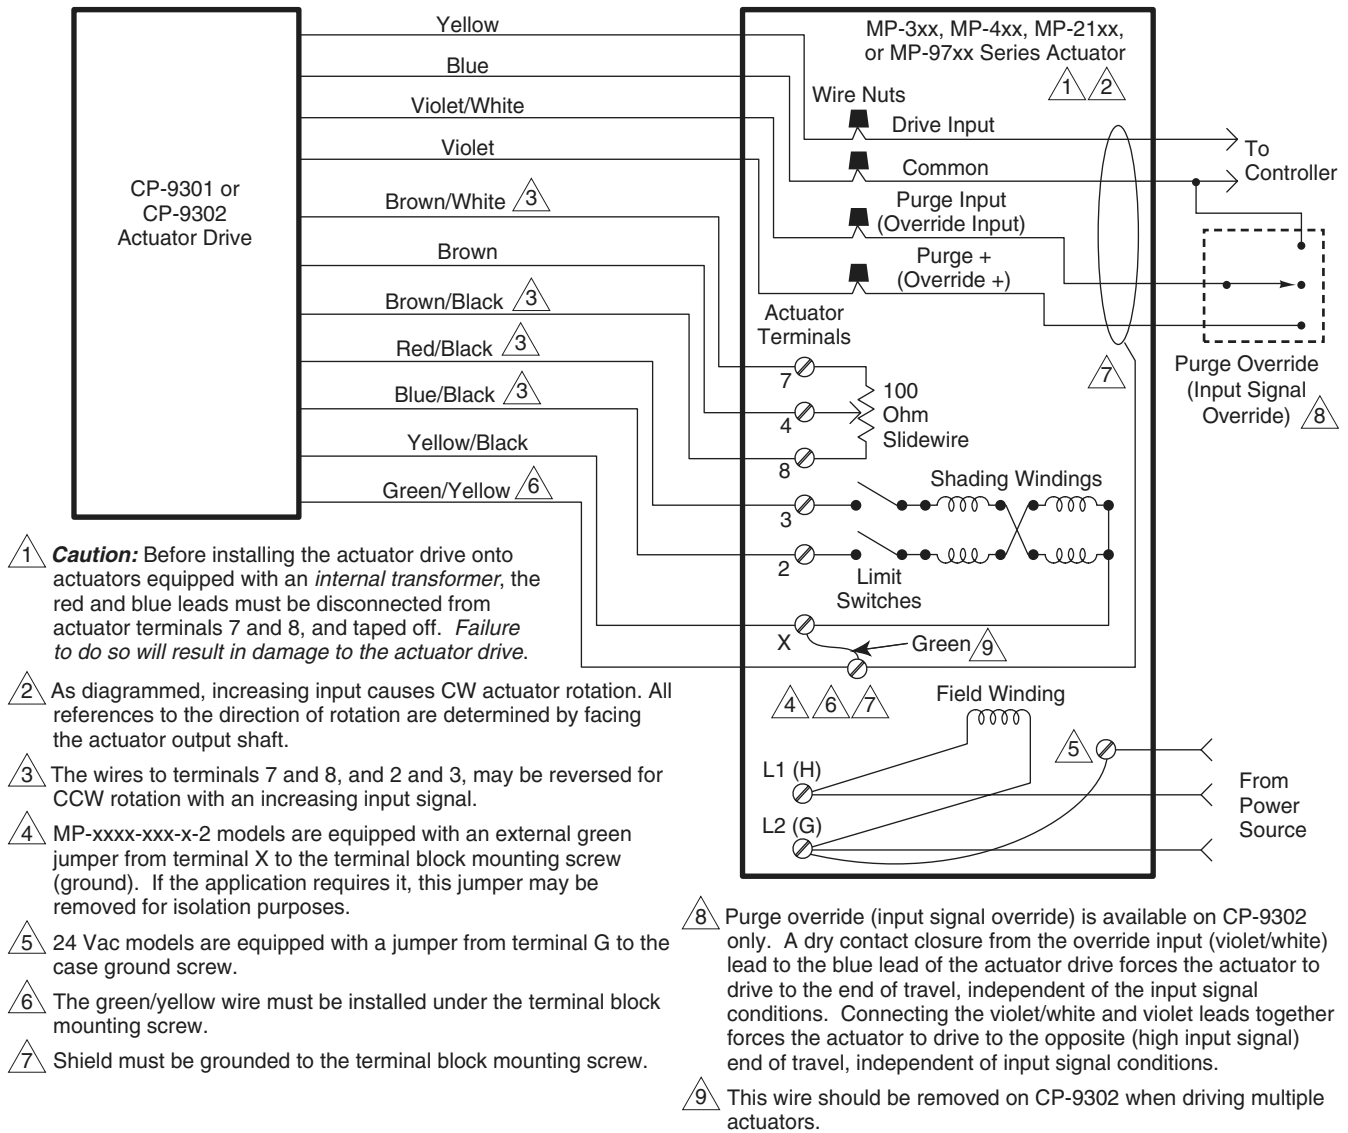 Yellow
Blue
Violet/White
Violet
Brown/White 3
Brown
Brown/Black 3
Red/Black 3
Blue/Black 3
Yellow/Black
Green/Yellow 6
CP-9301 or
CP-9302
Actuator Drive
MP-3xx, MP-4xx, MP-21xx,
or MP-97xx Series Actuator
1 2
Wire Nuts
Drive Input
Common
Purge Input
(Override Input)
Purge +
(Override +)
To
Controller
Actuator
Terminals
7
4
8
3
2
X
100
Ohm
Slidewire
7
Purge Override
(Input Signal
Override) 8
Shading Windings
Limit
Switches
Green 9
4 6 7
Field Winding
5
L1 (H)
L2 (G)
From
Power
Source
1 Caution: Before installing the actuator drive onto
actuators equipped with an internal transformer, the
red and blue leads must be disconnected from
actuator terminals 7 and 8, and taped off. Failure
to do so will result in damage to the actuator drive.
2 As diagrammed, increasing input causes CW actuator rotation. All
references to the direction of rotation are determined by facing
the actuator output shaft.
3 The wires to terminals 7 and 8, and 2 and 3, may be reversed for
CCW rotation with an increasing input signal.
4 MP-xxxx-xxx-x-2 models are equipped with an external green
jumper from terminal X to the terminal block mounting screw
(ground). If the application requires it, this jumper may be
removed for isolation purposes.
5 24 Vac models are equipped with a jumper from terminal G to the
case ground screw.
6 The green/yellow wire must be installed under the terminal block
mounting screw.
7 Shield must be grounded to the terminal block mounting screw.
8 Purge override (input signal override) is available on CP-9302
only. A dry contact closure from the override input (violet/white)
lead to the blue lead of the actuator drive forces the actuator to
drive to the end of travel, independent of the input signal
conditions. Connecting the violet/white and violet leads together
forces the actuator to drive to the opposite (high input signal)
end of travel, independent of input signal conditions.
9 This wire should be removed on CP-9302 when driving multiple
actuators.